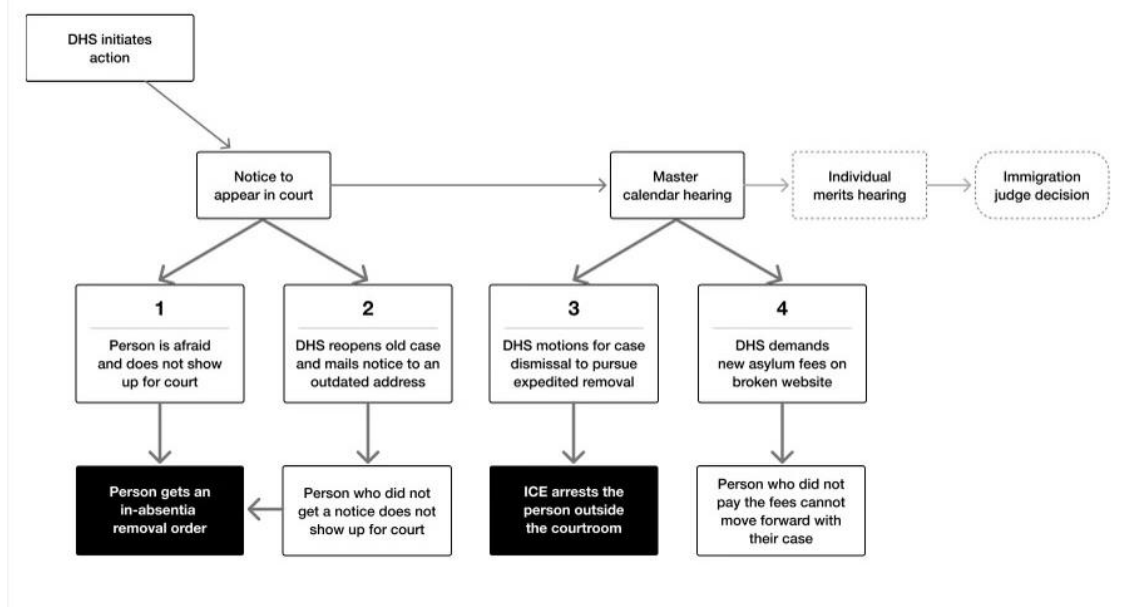 DHS initiates
action
Notice to
appear in court
Master
calendar hearing
Individual
merits hearing
Immigration
judge decision
1
Person is afraid
and does not show
up for court
2
DHS reopens old case
and mails notice to an
outdated address
3
DHS motions for case
dismissal to pursue
expedited removal
4
DHS demands
new asylum fees on
broken website
Person gets an
in-absentia
removal order
Person who did not
get a notice does not
show up for court
ICE arrests the
person outside
the courtroom
Person who did not
pay the fees cannot
move forward with
their case